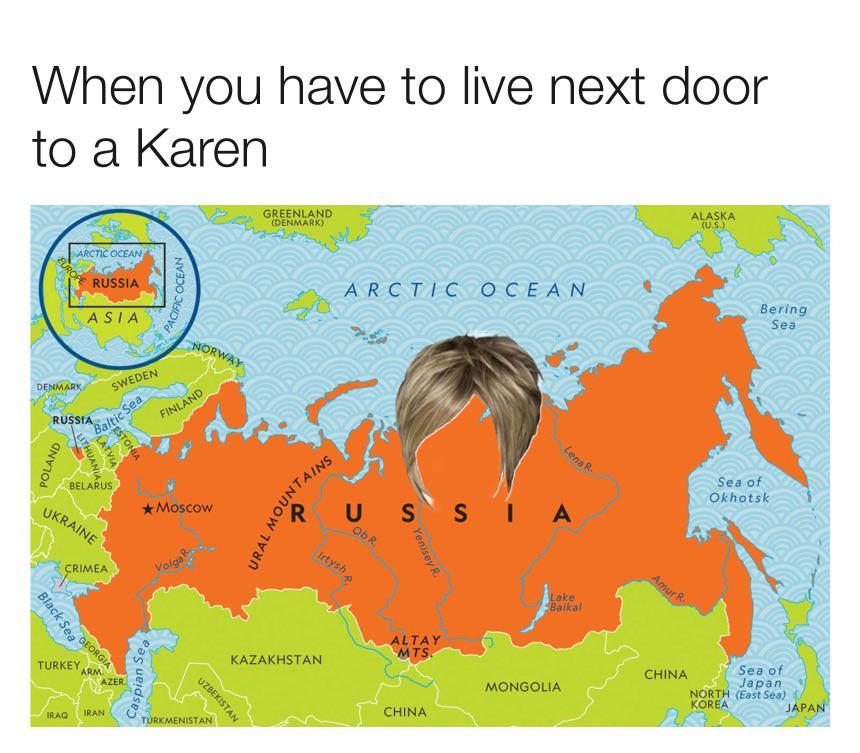 When you have to live next door
to a Karen
GREENLAND
(DENMARK)
ALASKA
(U.S.)
ARCTIC OCEAN
EUROPE
RUSSIA
ASIA
PACIFIC OCEAN
ARCTIC OCEAN
Bering
Sea
NORWAY
SWEDEN
FINLAND
DENMARK
Baltic Sea
RUSSIA
ESTONIA
LATVIA
LITHUANIA
POLAND
BELARUS
UKRAINE
CRIMEA
Moscow
Volga R.
URAL MOUNTAINS
RUSSIA
Ob R.
Irtysh R.
Yenisey R.
Lena R.
Sea of
Okhotsk
Lake
Baikal
Amur R.
ALTAY
MTS.
Black Sea
GEORGIA
TURKEY
ARM.
AZER.
Caspian Sea
IRAQ
IRAN
TURKMENISTAN
UZBEKISTAN
KAZAKHSTAN
CHINA
MONGOLIA
CHINA
NORTH
KOREA
Sea of
Japan
(East Sea)
JAPAN